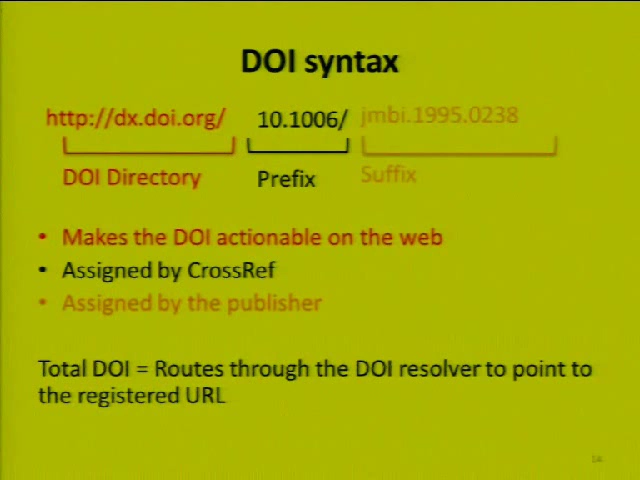 DOI syntax
http://dx.doi.org/ 10.1006/ jmbi.1995.0238
DOI Directory Prefix Suffix
• Makes the DOI actionable on the web
• Assigned by CrossRef
• Assigned by the publisher
Total DOI = Routes through the DOI resolver to point to
the registered URL